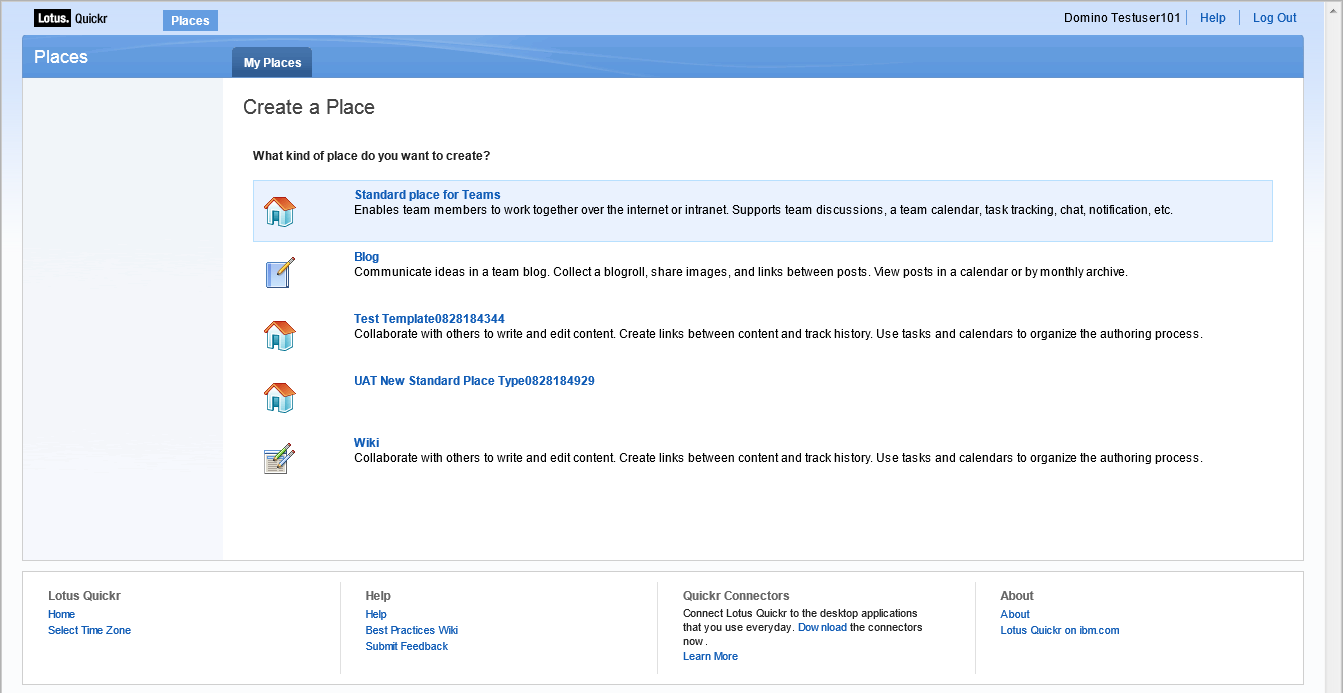 Lotus. Quickr Places Domino Testuser101 Help Log Out
Places My Places
Create a Place
What kind of place do you want to create?
Standard place for Teams
Enables team members to work together over the internet or intranet. Supports team discussions, a team calendar, task tracking, chat, notification, etc.
Blog
Communicate ideas in a team blog. Collect a blogroll, share images, and links between posts. View posts in a calendar or by monthly archive.
Test Template0828184344
Collaborate with others to write and edit content. Create links between content and track history. Use tasks and calendars to organize the authoring process.
UAT New Standard Place Type0828184929
Wiki
Collaborate with others to write and edit content. Create links between content and track history. Use tasks and calendars to organize the authoring process.
Lotus Quickr
Home
Select Time Zone
Help
Help
Best Practices Wiki
Submit Feedback
Quickr Connectors
Connect Lotus Quickr to the desktop applications
that you use everyday. Download the connectors
now.
Learn More
About
About
Lotus Quickr on ibm.com